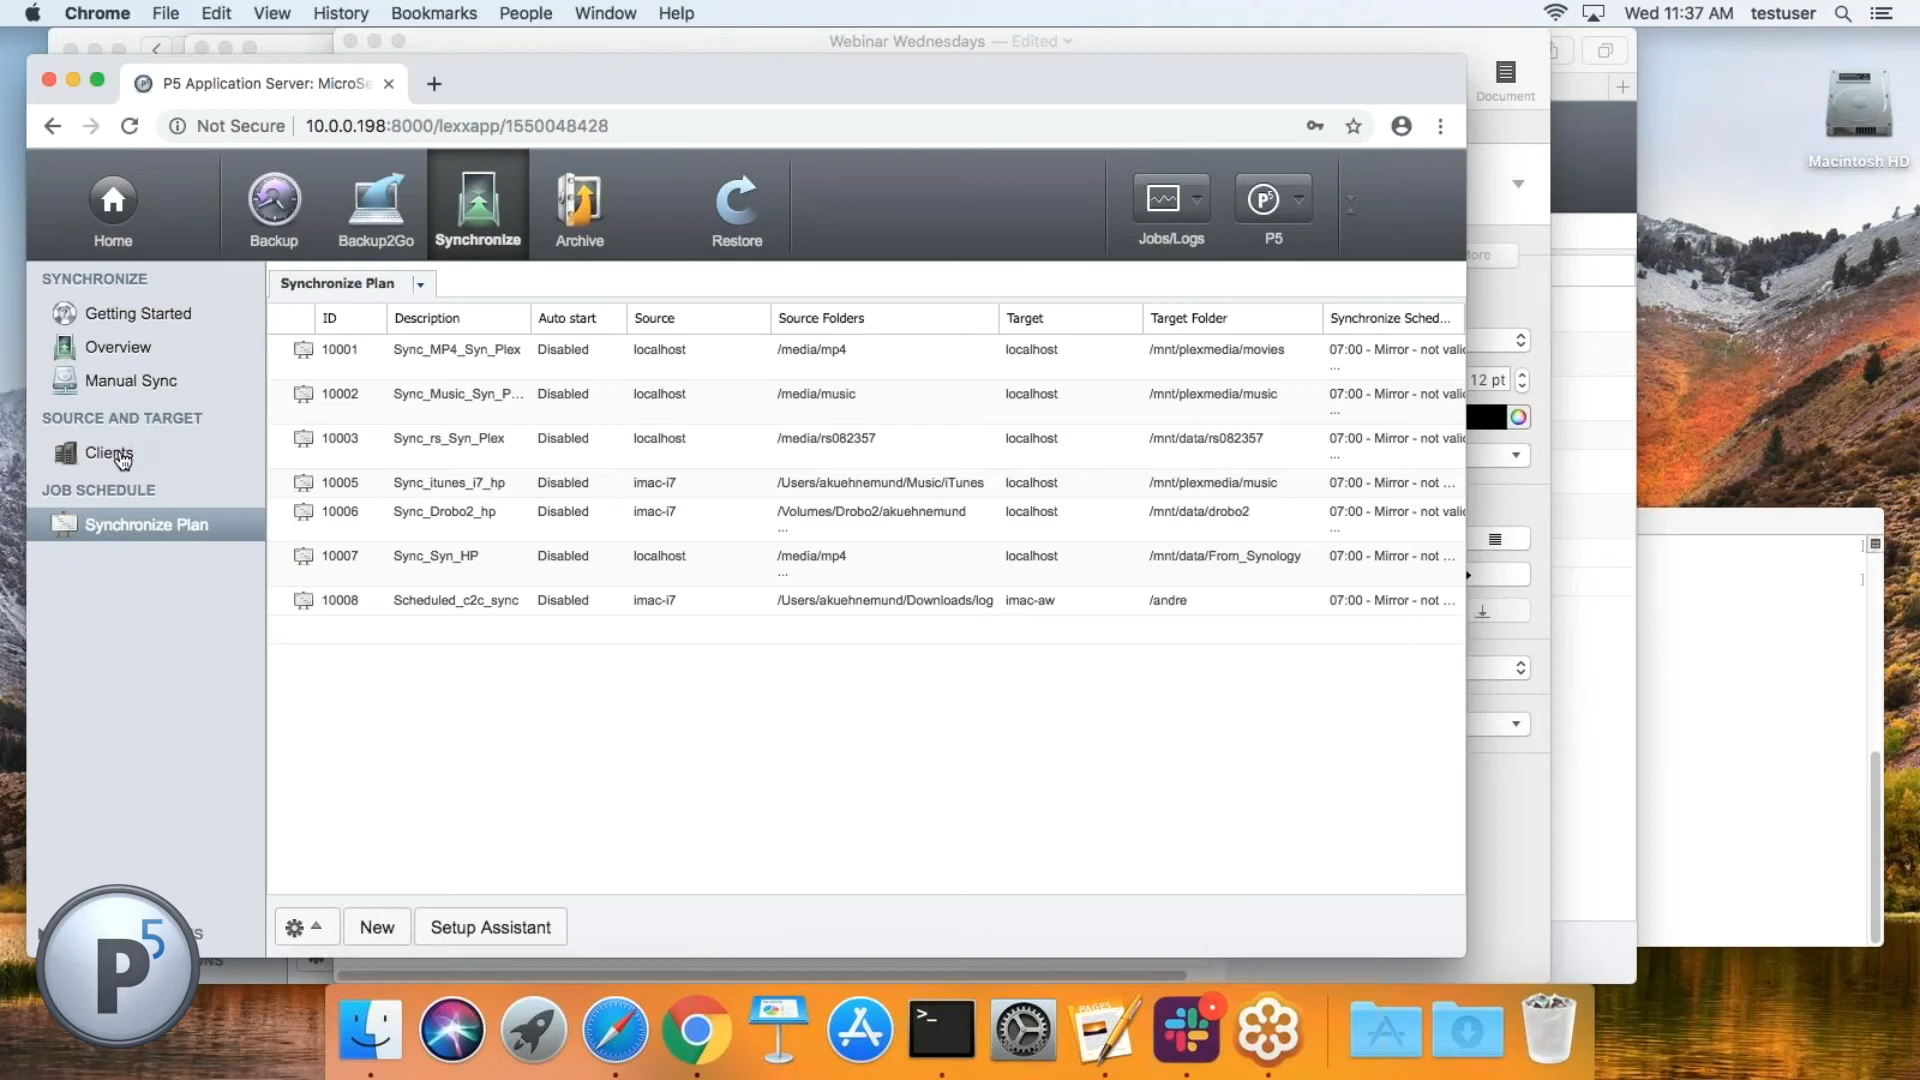 Chrome File Edit View History Bookmarks People Window Help Wed 11:37 AM testuser
Webinar Wednesdays — Edited
P5 Application Server: MicroSe
Document
Not Secure 10.0.0.198:8000/lexxapp/1550048428
Macintosh HD
Home Backup Backup2Go Synchronize Archive Restore Jobs/Logs P5
SYNCHRONIZE
Getting Started
Overview
Manual Sync
SOURCE AND TARGET
Clients
JOB SCHEDULE
Synchronize Plan
Synchronize Plan
ID Description Auto start Source Source Folders Target Target Folder Synchronize Sched...
10001 Sync_MP4_Syn_Plex Disabled localhost /media/mp4 localhost /mnt/plexmedia/movies 07:00 - Mirror - not valid
...
10002 Sync_Music_Syn_P... Disabled localhost /media/music localhost /mnt/plexmedia/music 07:00 - Mirror - not valid
...
10003 Sync_rs_Syn_Plex Disabled localhost /media/rs082357 localhost /mnt/data/rs082357 07:00 - Mirror - not valid
...
10005 Sync_itunes_i7_hp Disabled imac-i7 /Users/akuehnemund/Music/iTunes localhost /mnt/plexmedia/music 07:00 - Mirror - not ...
10006 Sync_Drobo2_hp Disabled imac-i7 /Volumes/Drobo2/akuehnemund localhost /mnt/data/drobo2 07:00 - Mirror - not valid
... ...
10007 Sync_Syn_HP Disabled localhost /media/mp4 localhost /mnt/data/From_Synology 07:00 - Mirror - not ...
...
10008 Scheduled_c2c_sync Disabled imac-i7 /Users/akuehnemund/Downloads/log imac-aw /andre 07:00 - Mirror - not ...
12 pt
New Setup Assistant
P5
PAGES